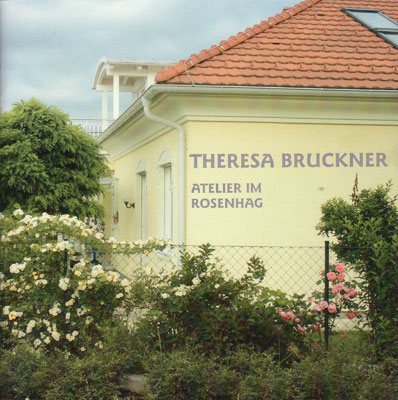 THERESA BRUCKNER
ATELIER IM
ROSENHAG